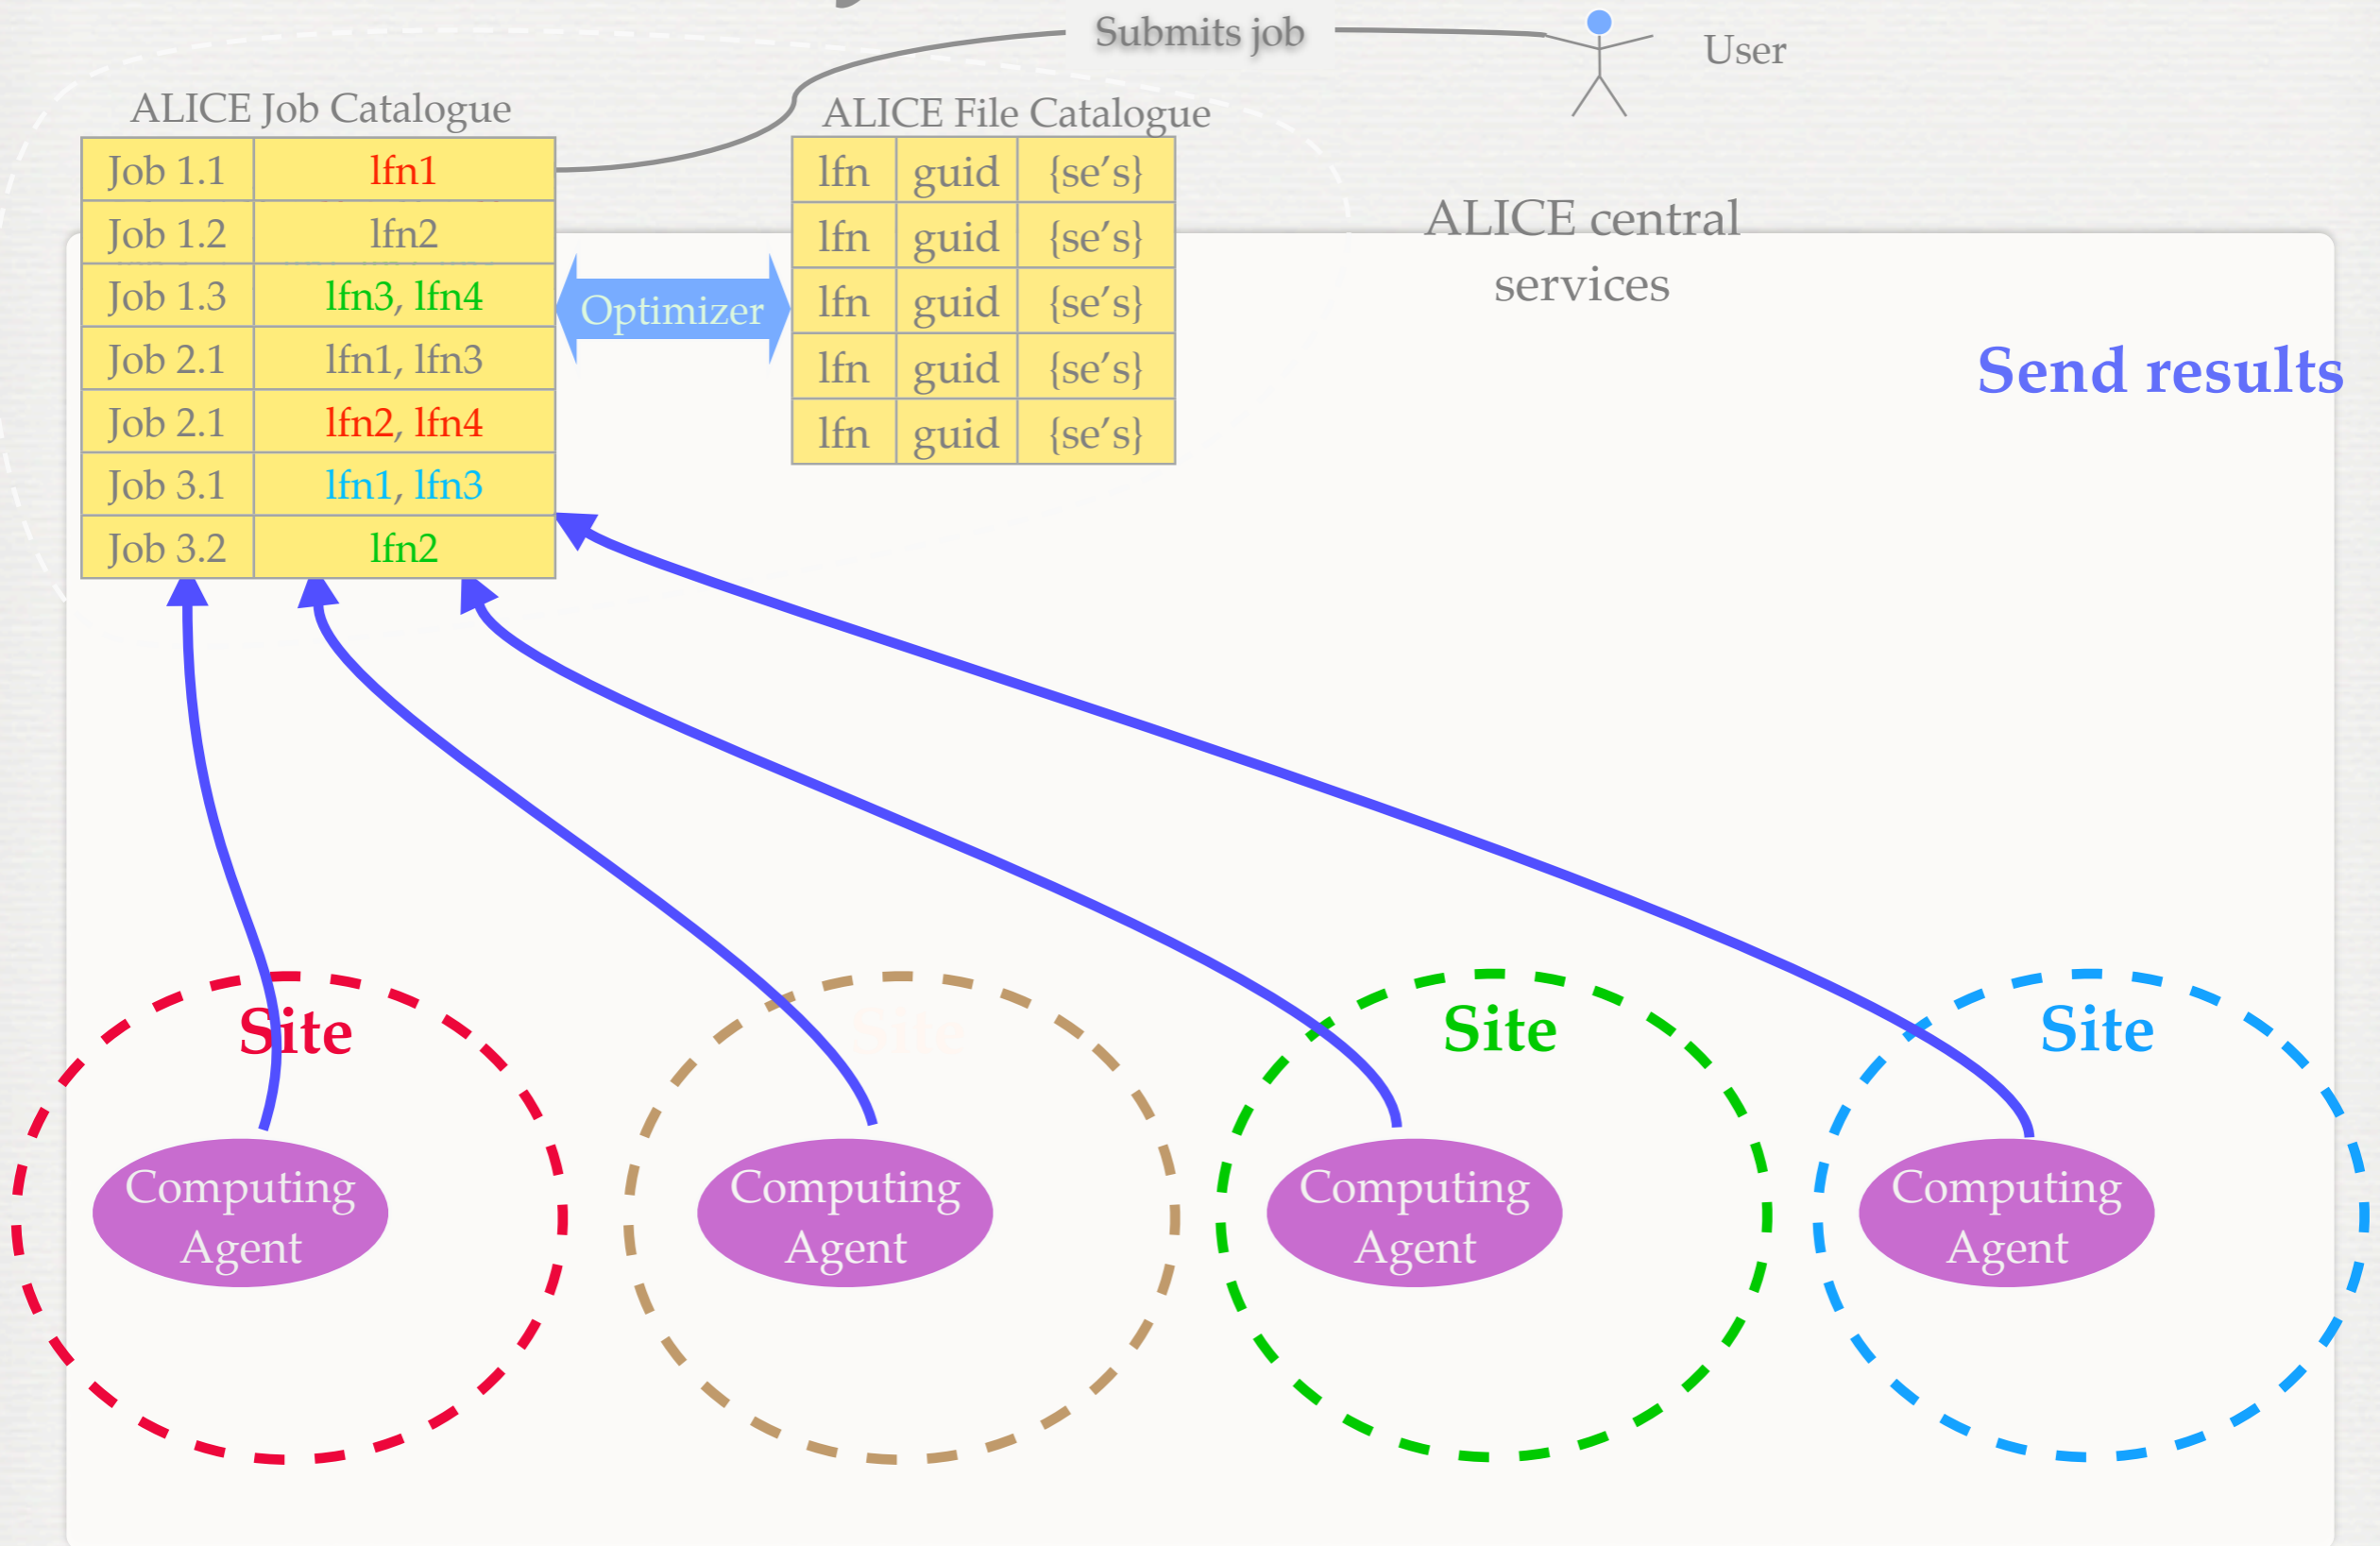 Submits job
User
ALICE Job Catalogue
ALICE File Catalogue
Job 1.1 lfn1
Job 1.2 lfn2
Job 1.3 lfn3, lfn4
Job 2.1 lfn1, lfn3
Job 2.1 lfn2, lfn4
Job 3.1 lfn1, lfn3
Job 3.2 lfn2
Optimizer
lfn guid {se's}
lfn guid {se's}
lfn guid {se's}
lfn guid {se's}
lfn guid {se's}
ALICE central
services
Send results
Site
Site
Site
Site
Computing
Agent
Computing
Agent
Computing
Agent
Computing
Agent